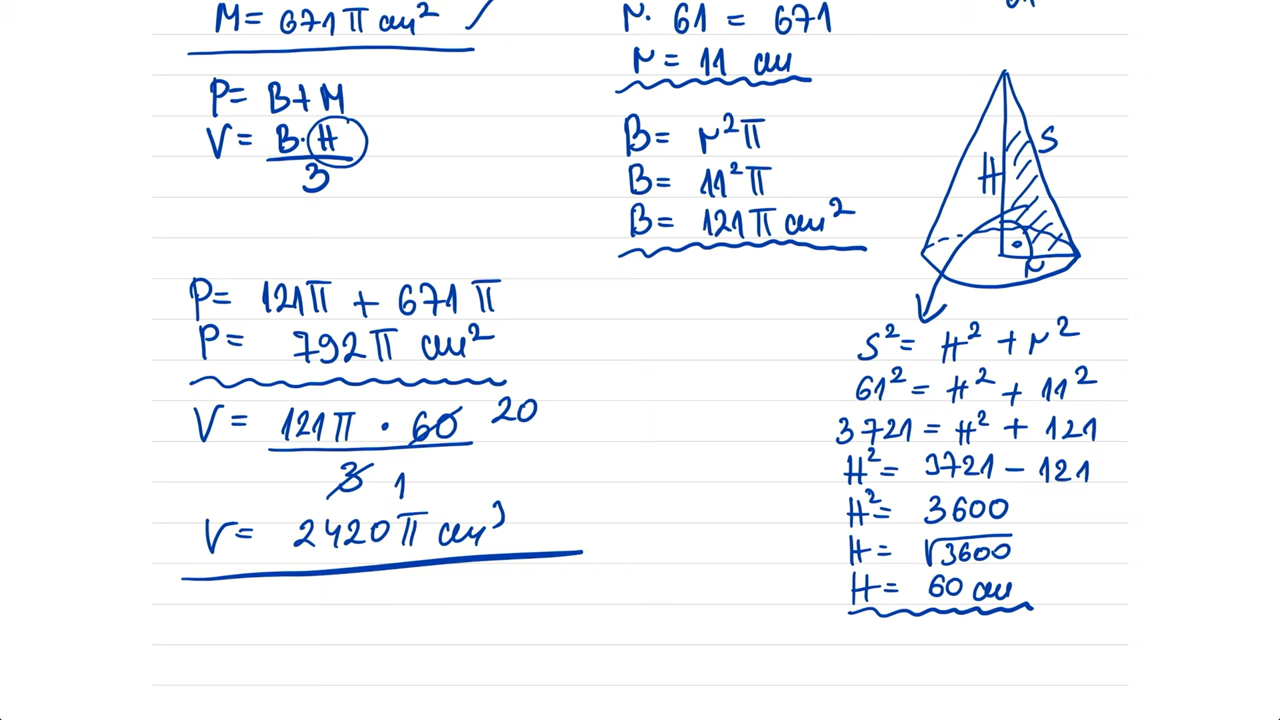 M = 671π cm²
P = B + M
V = B · H
3
P = 121π + 671π
P = 792π cm²
V = 121π · 60 20
3 1
V = 2420π cm³
r · 61 = 671
r = 11 cm
B = r²π
B = 11²π
B = 121π cm²
H
S
r
S² = H² + r²
61² = H² + 11²
3721 = H² + 121
H² = 3721 - 121
H² = 3600
H = √3600
H = 60 cm